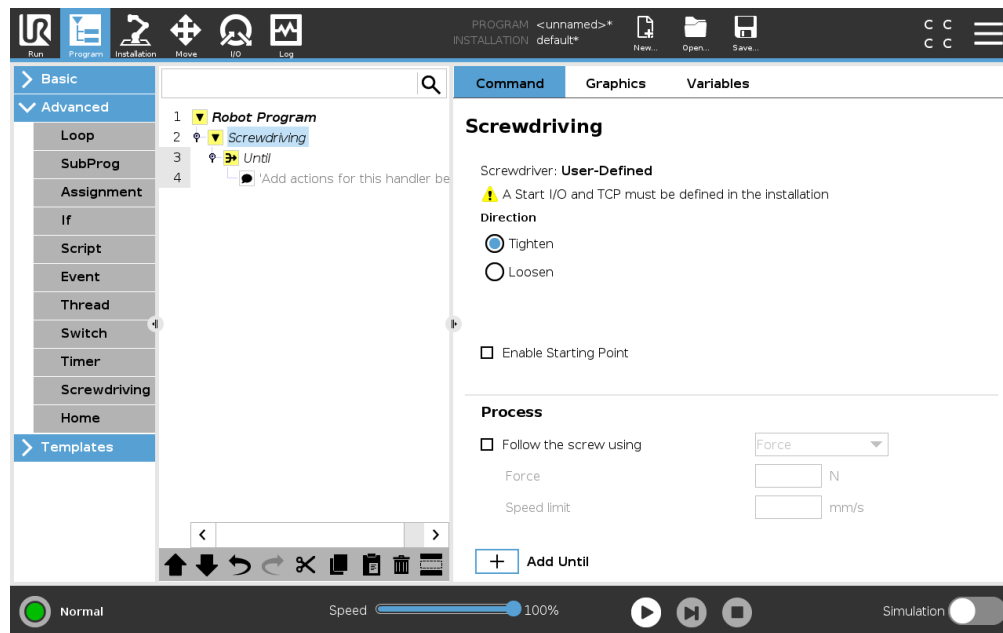 PROGRAM <unnamed>*
INSTALLATION default*
Run Program Installation Move I/O Log New... Open... Save...
C C
C C
Basic
Advanced
Loop
SubProg
Assignment
If
Script
Event
Thread
Switch
Timer
Screwdriving
Home
Templates
1 Robot Program
2 Screwdriving
3 Until
4 'Add actions for this handler be
Command Graphics Variables
Screwdriving
Screwdriver: User-Defined
A Start I/O and TCP must be defined in the installation
Direction
Tighten
Loosen
Enable Starting Point
Process
Follow the screw using Force
Force N
Speed limit mm/s
+ Add Until
Normal Speed 100% Simulation